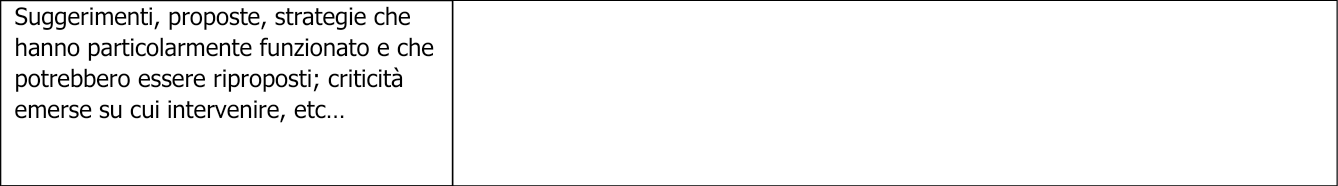 Suggerimenti, proposte, strategie che
hanno particolarmente funzionato e che
potrebbero essere riproposti; criticità
emerse su cui intervenire, etc…